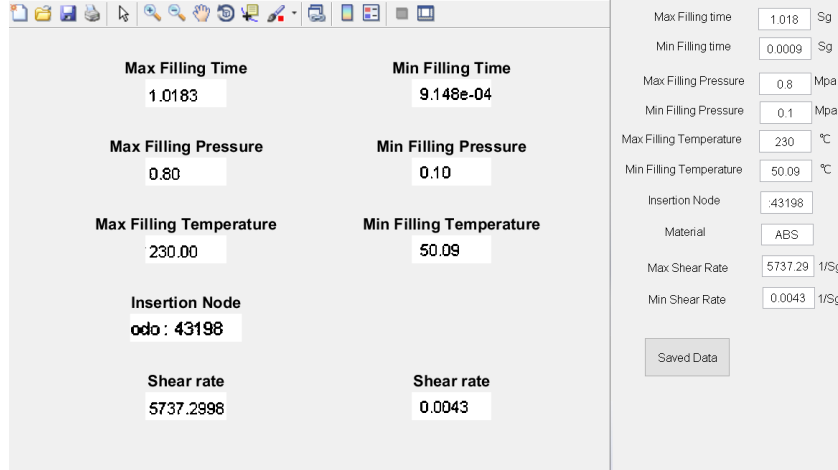 Max Filling Time
Min Filling Time
1.0183
9.148e-04
Max Filling Pressure
Min Filling Pressure
0.80
0.10
Max Filling Temperature
Min Filling Temperature
230.00
50.09
Insertion Node
odo : 43198
Shear rate
Shear rate
5737.2998
0.0043
Max Filling time 1.018 Sg
Min Filling time 0.0009 Sg
Max Filling Pressure 0.8 Mpa
Min Filling Pressure 0.1 Mpa
Max Filling Temperature 230 °C
Min Filling Temperature 50.09 °C
Insertion Node :43198
Material ABS
Max Shear Rate 5737.29 1/Sg
Min Shear Rate 0.0043 1/Sg
Saved Data